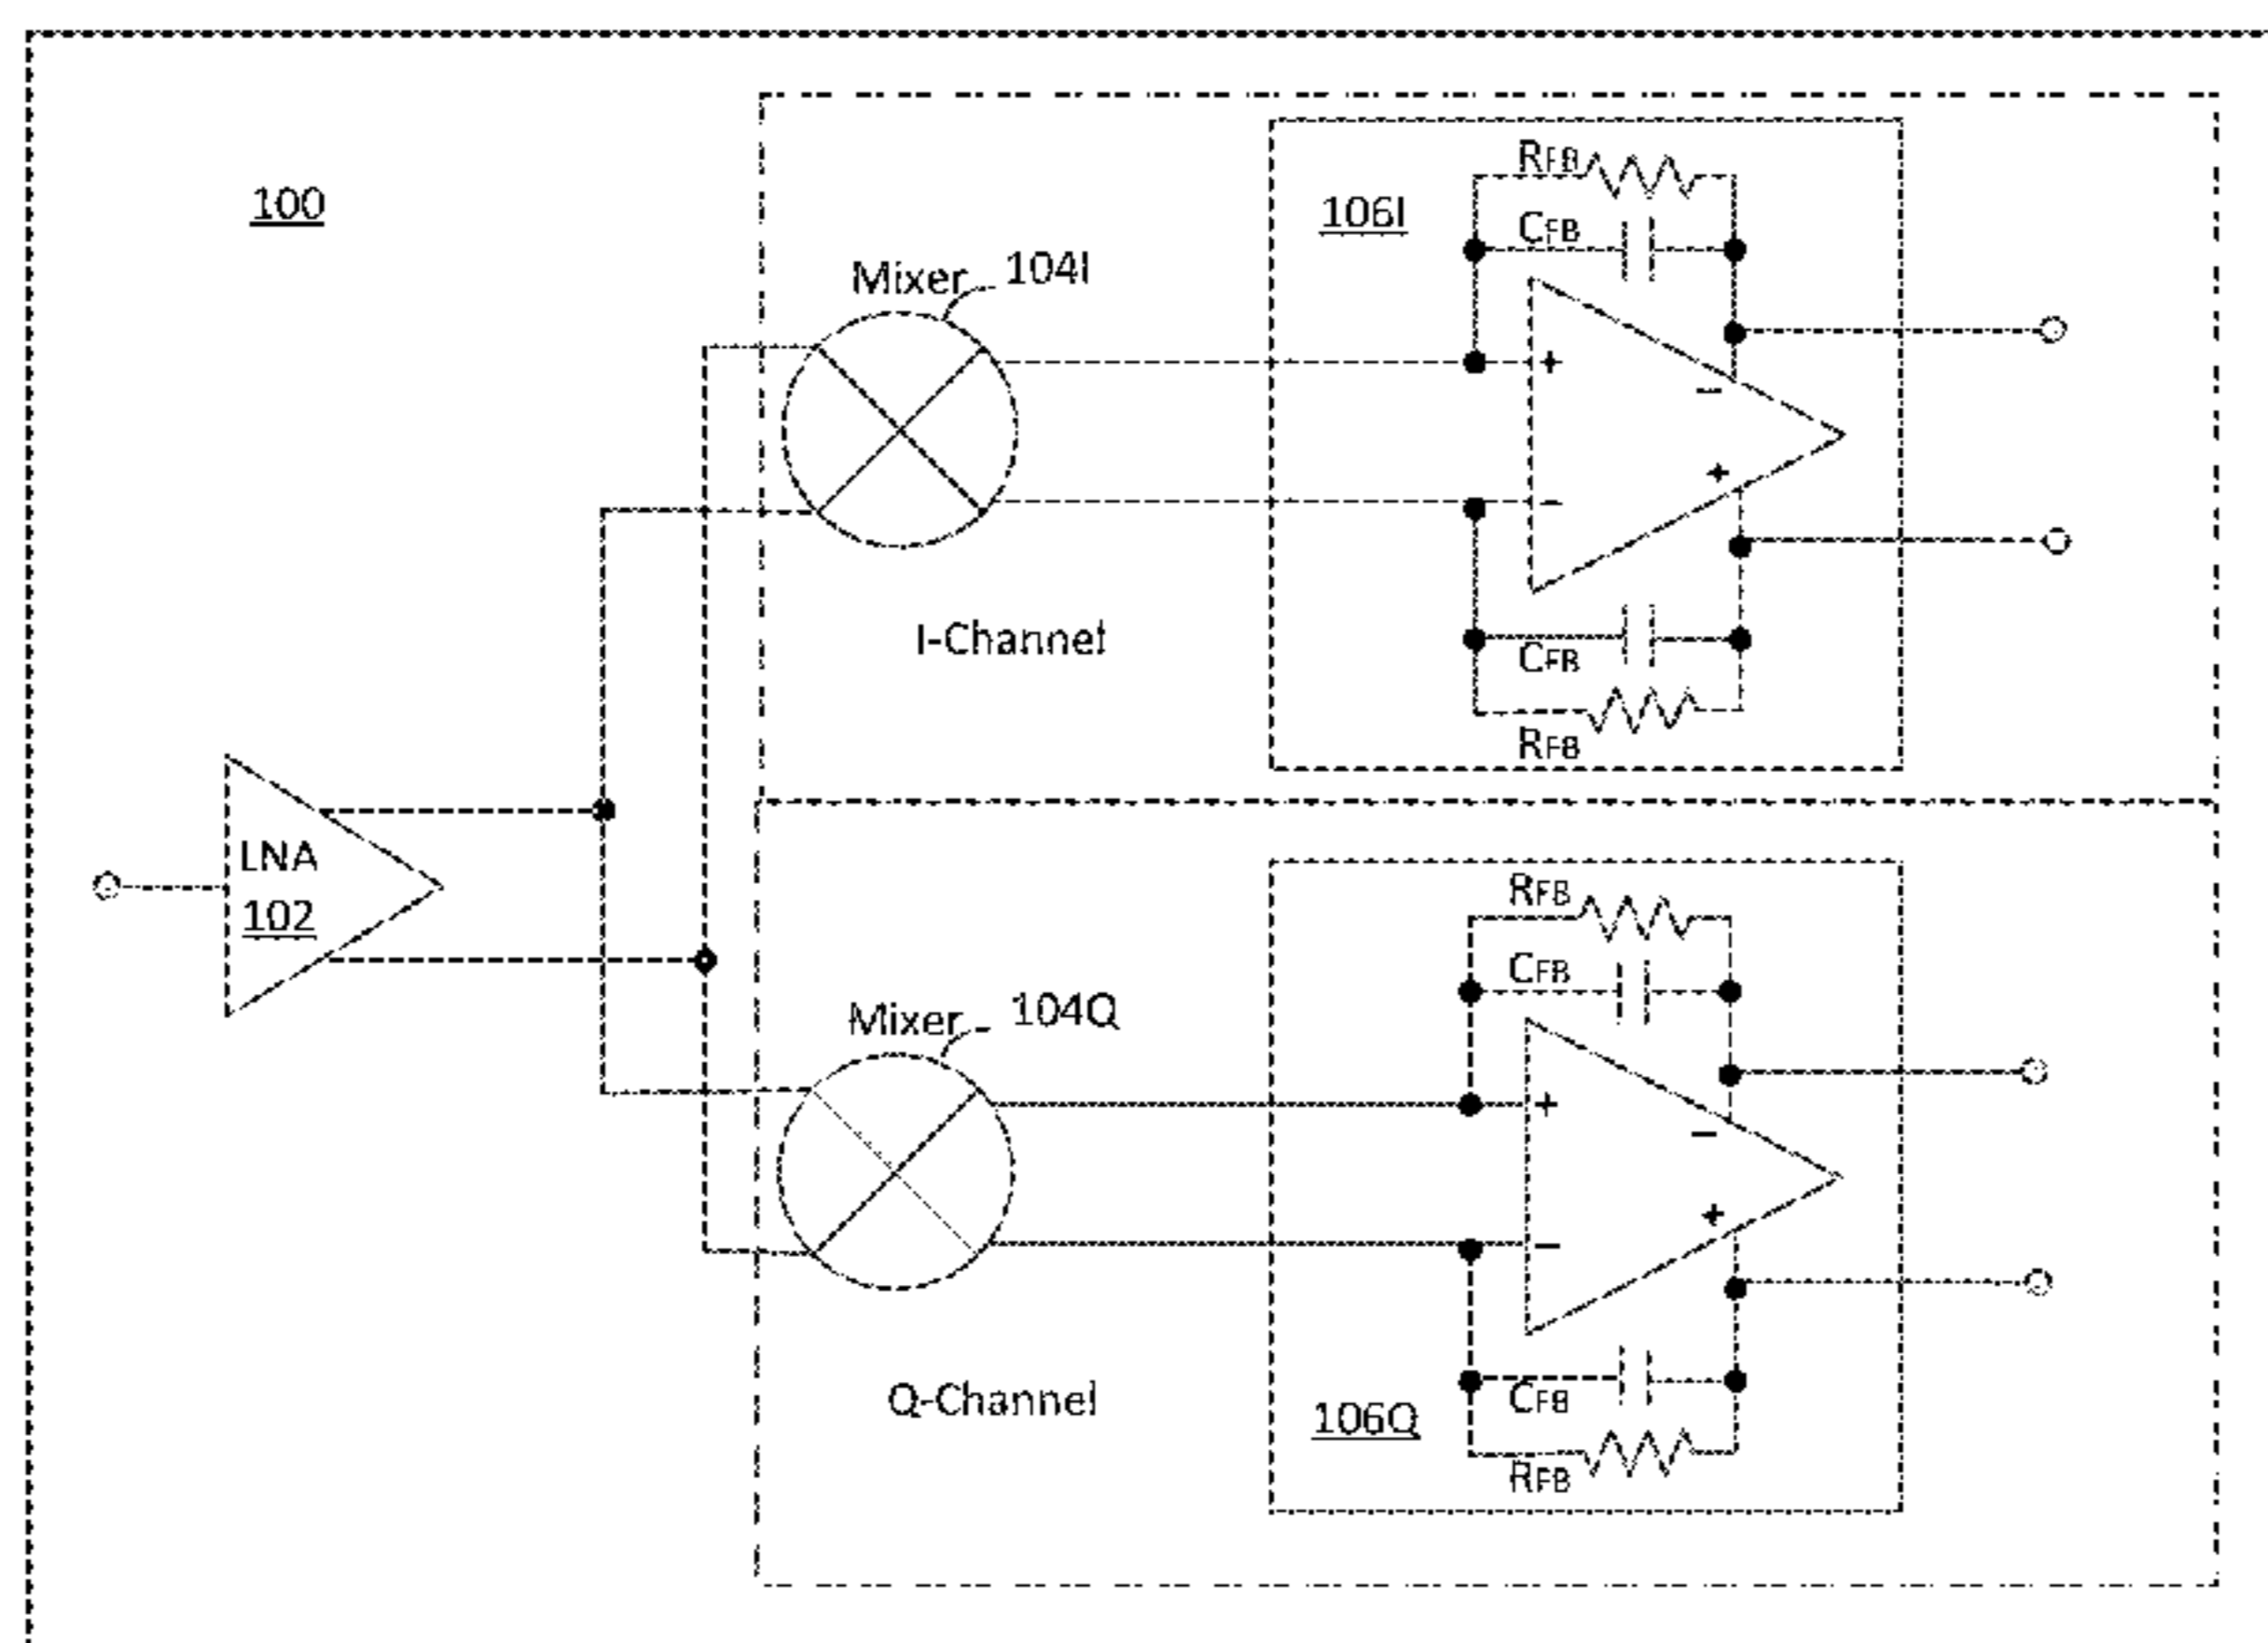 100
RFB
106I
CFB
Mixer
104I
+
−
+
−
I-Channel
CFB
RFB
LNA
102
RFB
CFB
Mixer
104Q
+
−
+
−
Q-Channel
CFB
106Q
RFB